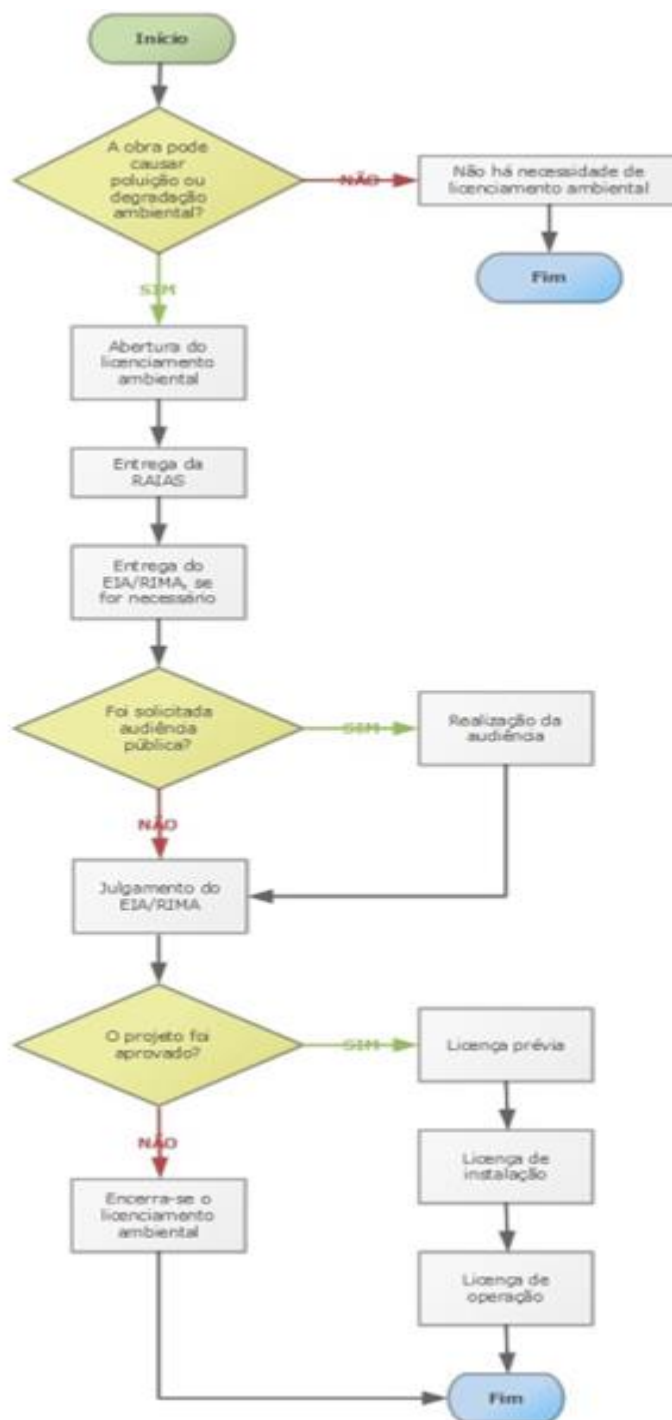 Início
A obra pode
causar
poluição ou
degradação
ambiental?
NÃO
Não há necessidade de
licenciamento ambiental
Fim
SIM
Abertura do
licenciamento
ambiental
Entrega da
RAIAS
Entrega do
EIA/RIMA, se
for necessário
Foi solicitada
audiência
pública?
SIM
Realização da
audiência
NÃO
Julgamento do
EIA/RIMA
O projeto foi
aprovado?
SIM
Licença prévia
NÃO
Licença de
instalação
Encerra-se o
licenciamento
ambiental
Licença de
operação
Fim